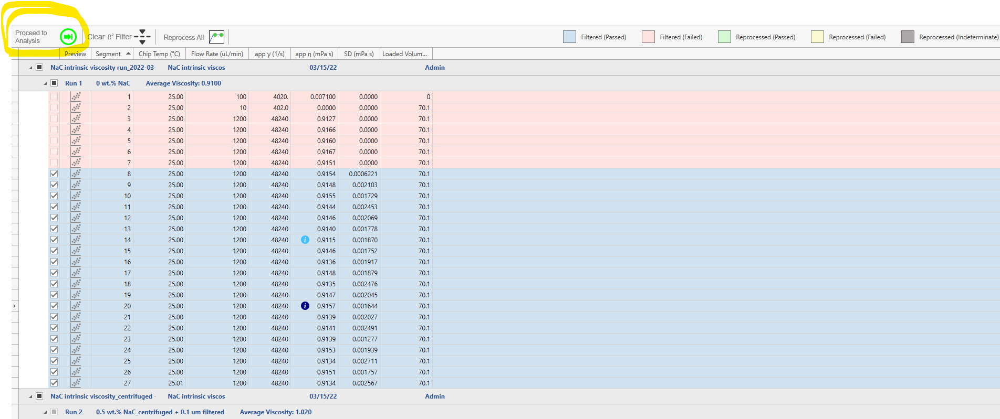 Proceed to Analysis Clear R² Filter Reprocess All Filtered (Passed) Filtered (Failed) Reprocessed (Passed) Reprocessed (Failed) Reprocessed (Indeterminate)
Preview Segment Chip Temp (°C) Flow Rate (uL/min) app γ̇ (1/s) app η (mPa s) SD (mPa s) Loaded Volum...
NaC intrinsic viscosity run_2022-03- NaC intrinsic viscos 03/15/22 Admin
Run 1 0 wt.% NaC Average Viscosity: 0.9100
1 25.00 100 4020. 0.007100 0.0000 0
2 25.00 10 402.0 0.0000 0.0000 70.1
3 25.00 1200 48240 0.9127 0.0000 70.1
4 25.00 1200 48240 0.9166 0.0000 70.1
5 25.00 1200 48240 0.9160 0.0000 70.1
6 25.00 1200 48240 0.9167 0.0000 70.1
7 25.00 1200 48240 0.9151 0.0000 70.1
8 25.00 1200 48240 0.9154 0.0006221 70.1
9 25.00 1200 48240 0.9148 0.002103 70.1
10 25.00 1200 48240 0.9155 0.001729 70.1
11 25.00 1200 48240 0.9144 0.002453 70.1
12 25.00 1200 48240 0.9146 0.002069 70.1
13 25.00 1200 48240 0.9140 0.001778 70.1
14 25.00 1200 48240 i 0.9115 0.001870 70.1
15 25.00 1200 48240 0.9146 0.001752 70.1
16 25.00 1200 48240 0.9136 0.001917 70.1
17 25.00 1200 48240 0.9148 0.001879 70.1
18 25.00 1200 48240 0.9135 0.002476 70.1
19 25.00 1200 48240 0.9147 0.002045 70.1
20 25.00 1200 48240 i 0.9157 0.001644 70.1
21 25.00 1200 48240 0.9139 0.002027 70.1
22 25.00 1200 48240 0.9141 0.002491 70.1
23 25.00 1200 48240 0.9139 0.001277 70.1
24 25.00 1200 48240 0.9153 0.001939 70.1
25 25.00 1200 48240 0.9134 0.002711 70.1
26 25.00 1200 48240 0.9151 0.001757 70.1
27 25.01 1200 48240 0.9134 0.002567 70.1
NaC intrinsic viscosity_centrifuged - NaC intrinsic viscos 03/15/22 Admin
Run 2 0.5 wt.% NaC_centrifuged + 0.1 um filtered Average Viscosity: 1.020